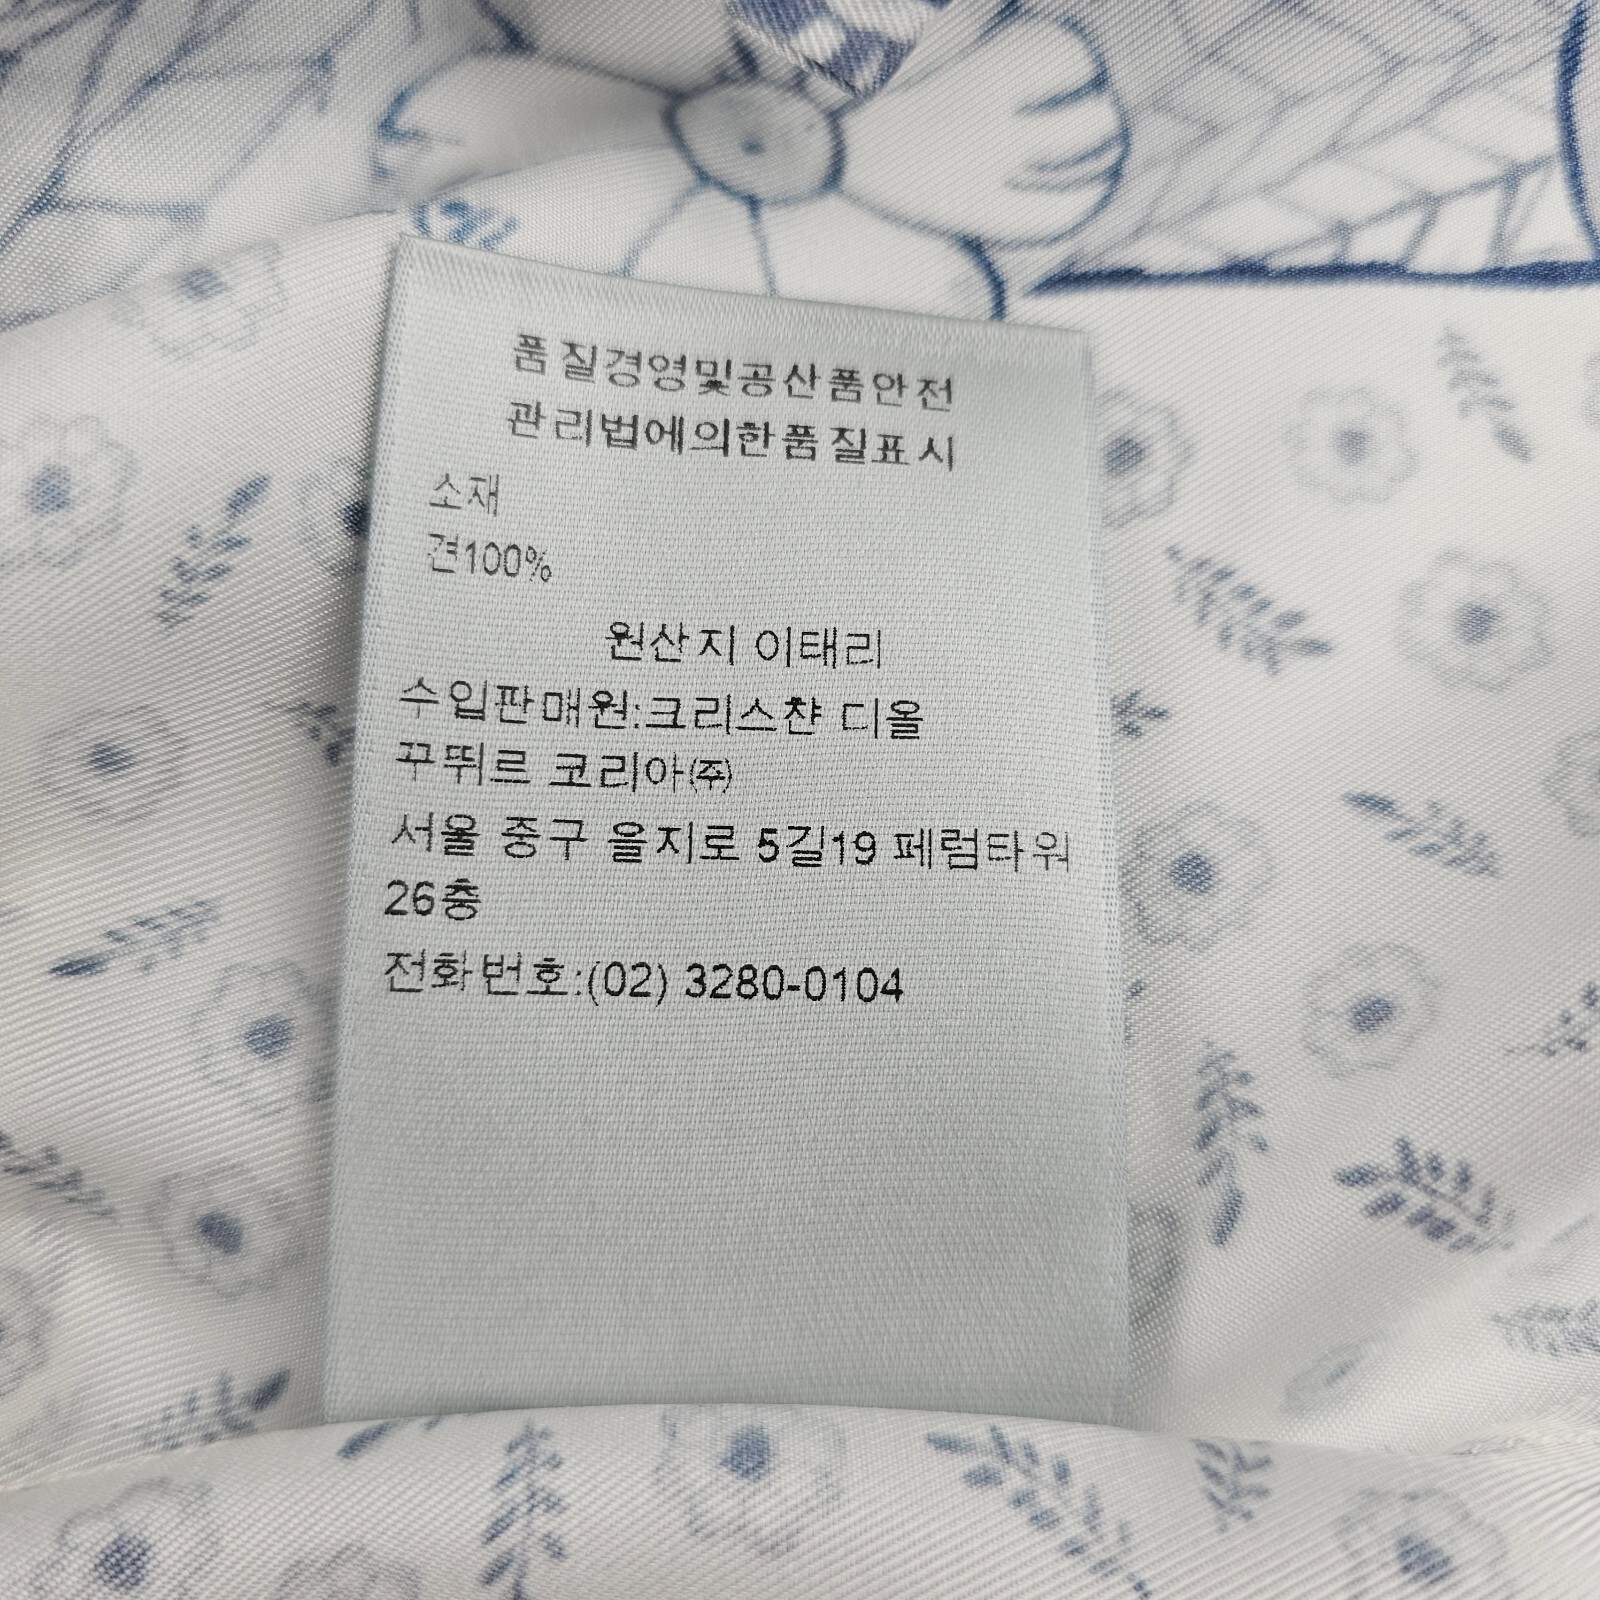 품질경영및공산품안전
관리법에의한품질표시
소재
견100%
원산지 이태리
수입판매원:크리스챤 디올
꾸뛰르 코리아㈜
서울 중구 을지로 5길19 페럼타워
26층
전화번호:(02) 3280-0104